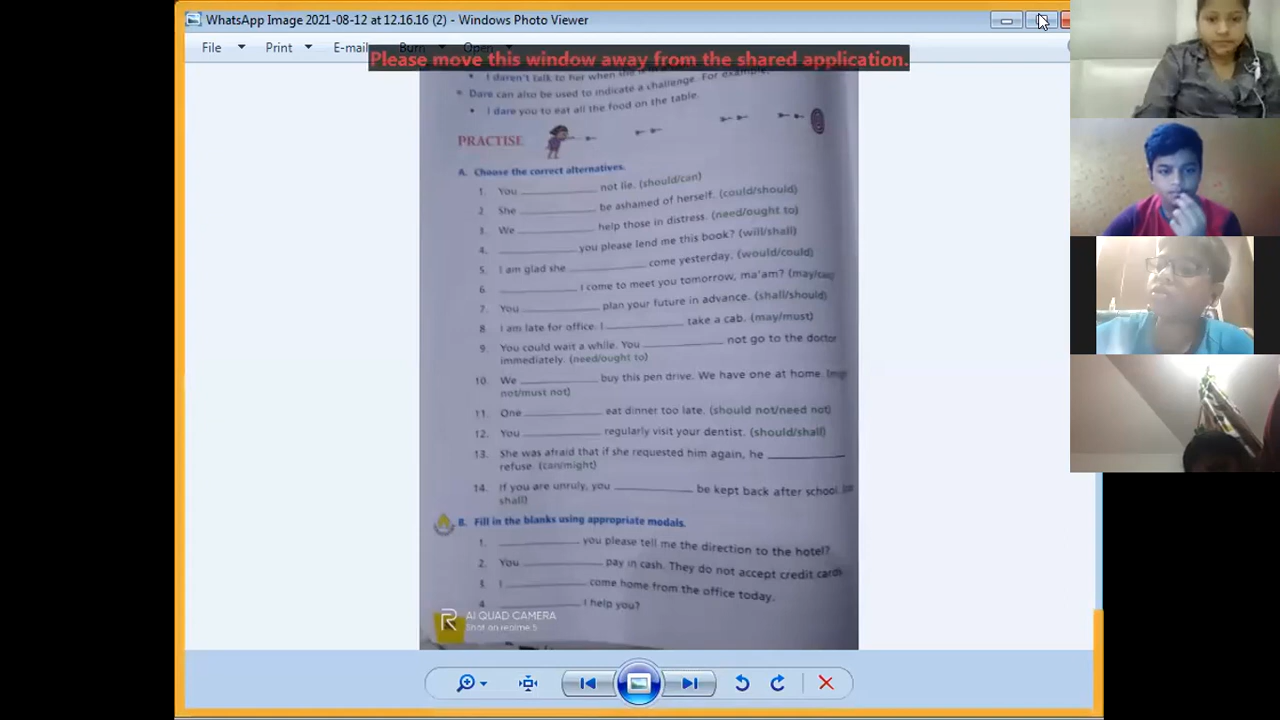 WhatsApp Image 2021-08-12 at 12.16.16 (2) - Windows Photo Viewer
File Print E-mail Burn Open
Please move this window away from the shared application.
I daren't talk to her when she
Dare can also be used to indicate a challenge. For example,
I dare you to eat all the food on the table.
PRACTISE
A. Choose the correct alternatives.
1. You __________ not lie. (should/can)
2. She __________ be ashamed of herself. (could/should)
3. We __________ help those in distress. (need/ought to)
4. __________ you please lend me this book? (will/shall)
5. I am glad she __________ come yesterday. (would/could)
6. __________ I come to meet you tomorrow, ma'am? (may/
7. You __________ plan your future in advance. (shall/should)
8. I am late for office. I __________ take a cab. (may/must)
9. You could wait a while. You __________ not go to the doctor
immediately. (need/ought to)
10. We __________ buy this pen drive. We have one at home.
not/must not)
11. One __________ eat dinner too late. (should not/need not)
12. You __________ regularly visit your dentist. (should/shall)
13. She was afraid that if she requested him again, he __________
refuse. (can/might)
14. If you are unruly, you __________ be kept back after school.
shall)
B. Fill in the blanks using appropriate modals.
1. __________ you please tell me the direction to the hotel?
2. You __________ pay in cash. They do not accept credit cards
3. I __________ come home from the office today.
4. __________ I help you?
R AI QUAD CAMERA
Shot on realme 5